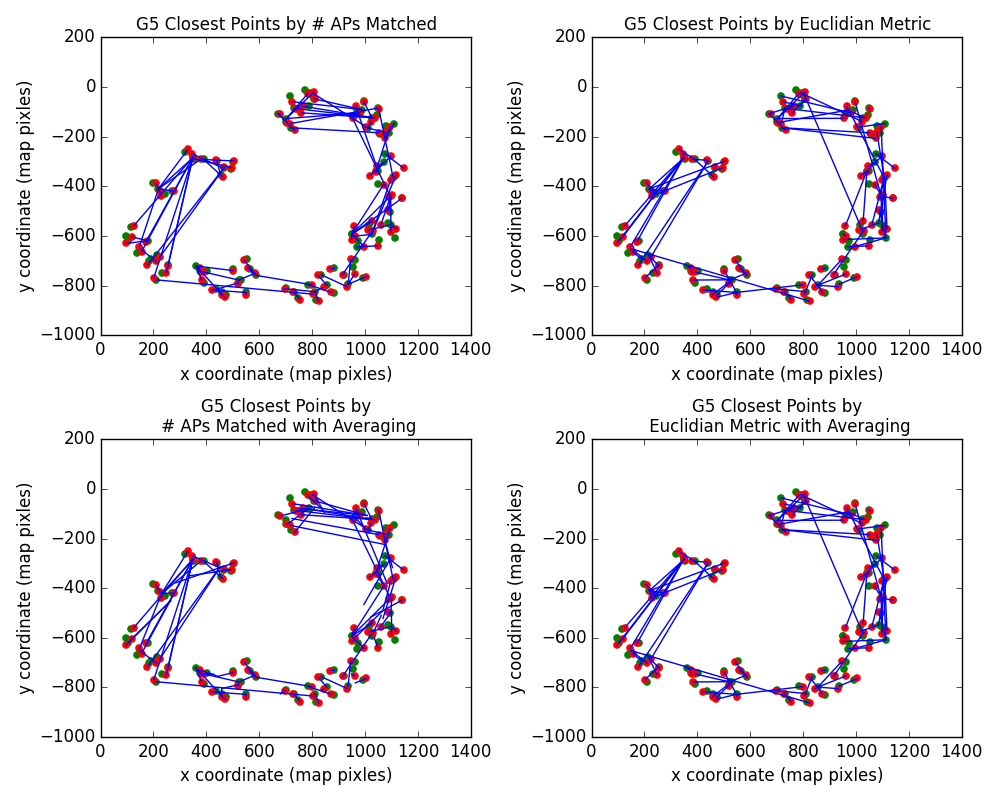 G5 Closest Points by # APs Matched
200
0
−200
−400
−600
−800
−1000
0 200 400 600 800 1000 1200 1400
x coordinate (map pixles)
y coordinate (map pixles)
G5 Closest Points by Euclidian Metric
200
0
−200
−400
−600
−800
−1000
0 200 400 600 800 1000 1200 1400
x coordinate (map pixles)
y coordinate (map pixles)
G5 Closest Points by
# APs Matched with Averaging
200
0
−200
−400
−600
−800
−1000
0 200 400 600 800 1000 1200 1400
x coordinate (map pixles)
y coordinate (map pixles)
G5 Closest Points by
Euclidian Metric with Averaging
200
0
−200
−400
−600
−800
−1000
0 200 400 600 800 1000 1200 1400
x coordinate (map pixles)
y coordinate (map pixles)